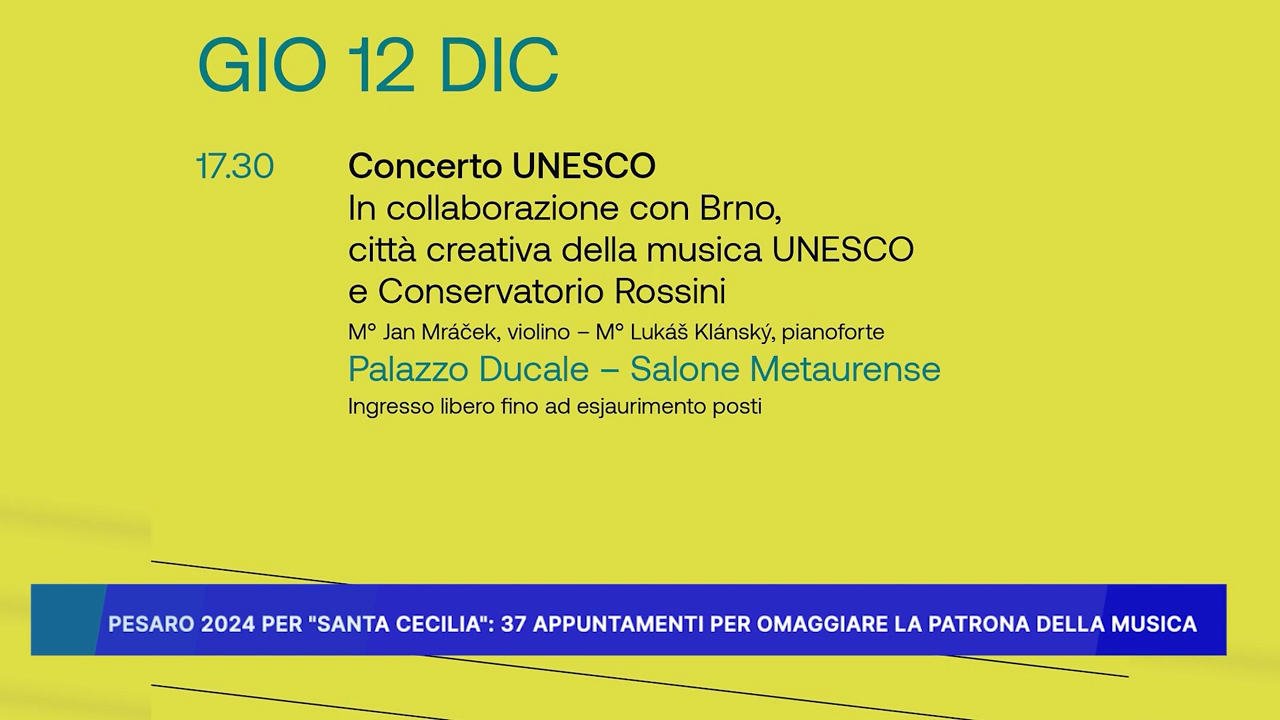 GIO 12 DIC
17.30 Concerto UNESCO
In collaborazione con Brno,
città creativa della musica UNESCO
e Conservatorio Rossini
M° Jan Mráček, violino – M° Lukáš Klánský, pianoforte
Palazzo Ducale – Salone Metaurense
Ingresso libero fino ad esjaurimento posti
PESARO 2024 PER "SANTA CECILIA": 37 APPUNTAMENTI PER OMAGGIARE LA PATRONA DELLA MUSICA